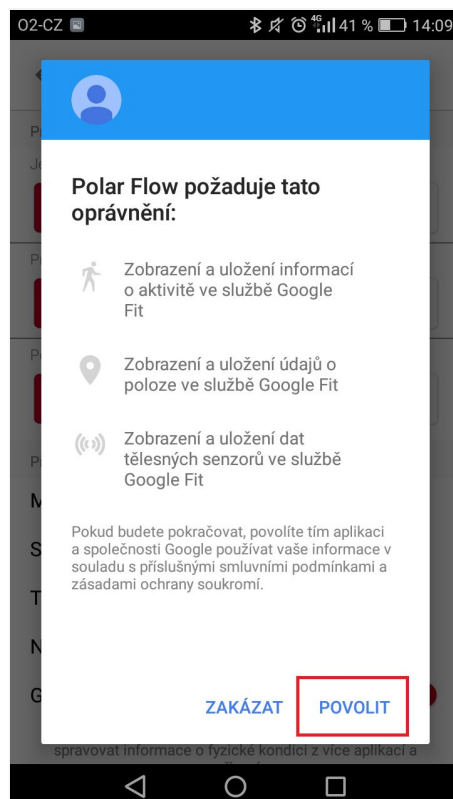 O2-CZ 4G 41 % 14:09
Polar Flow požaduje tato
oprávnění:
Zobrazení a uložení informací
o aktivitě ve službě Google
Fit
Zobrazení a uložení údajů o
poloze ve službě Google Fit
Zobrazení a uložení dat
tělesných senzorů ve službě
Google Fit
Pokud budete pokračovat, povolíte tím aplikaci
a společnosti Google používat vaše informace v
souladu s příslušnými smluvními podmínkami a
zásadami ochrany soukromí.
ZAKÁZAT POVOLIT
spravovat informace o fyzické kondici z více aplikací a